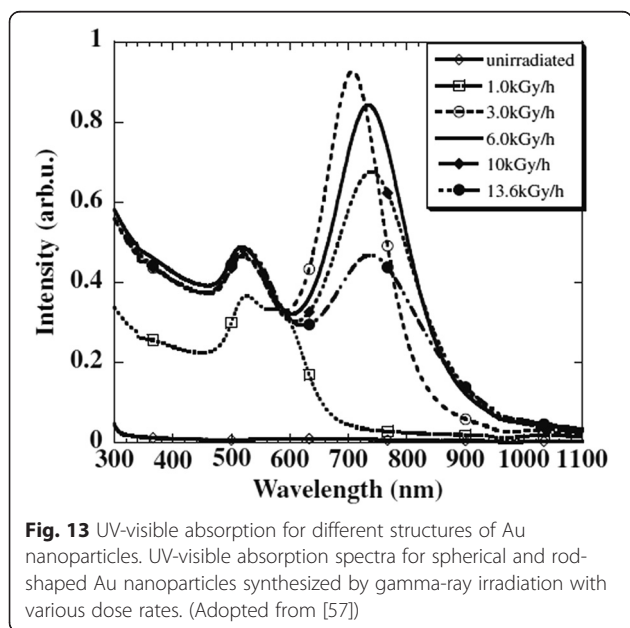 1
0.8
0.6
0.4
0.2
0
Intensity (arb.u.)
unirradiated
1.0kGy/h
3.0kGy/h
6.0kGy/h
10kGy/h
13.6kGy/h
300 400 500 600 700 800 900 1000 1100
Wavelength (nm)
Fig. 13 UV-visible absorption for different structures of Au
nanoparticles. UV-visible absorption spectra for spherical and rod-
shaped Au nanoparticles synthesized by gamma-ray irradiation with
various dose rates. (Adopted from [57])